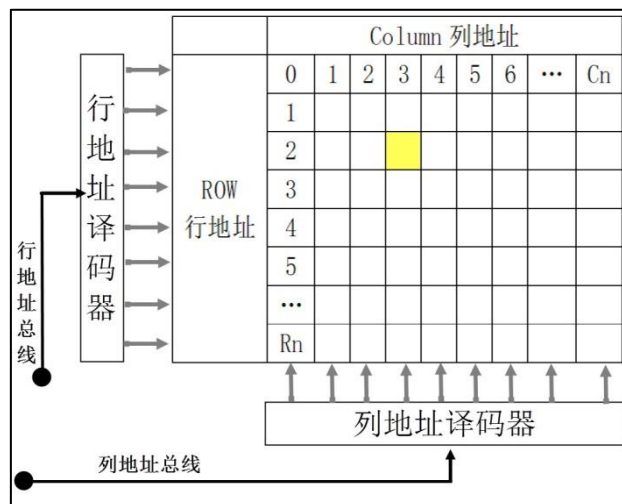 Column 列地址
0 1 2 3 4 5 6 … Cn
1
2
3
4
5
…
Rn
ROW
行地址
行地址译码器
行地址总线
列地址译码器
列地址总线